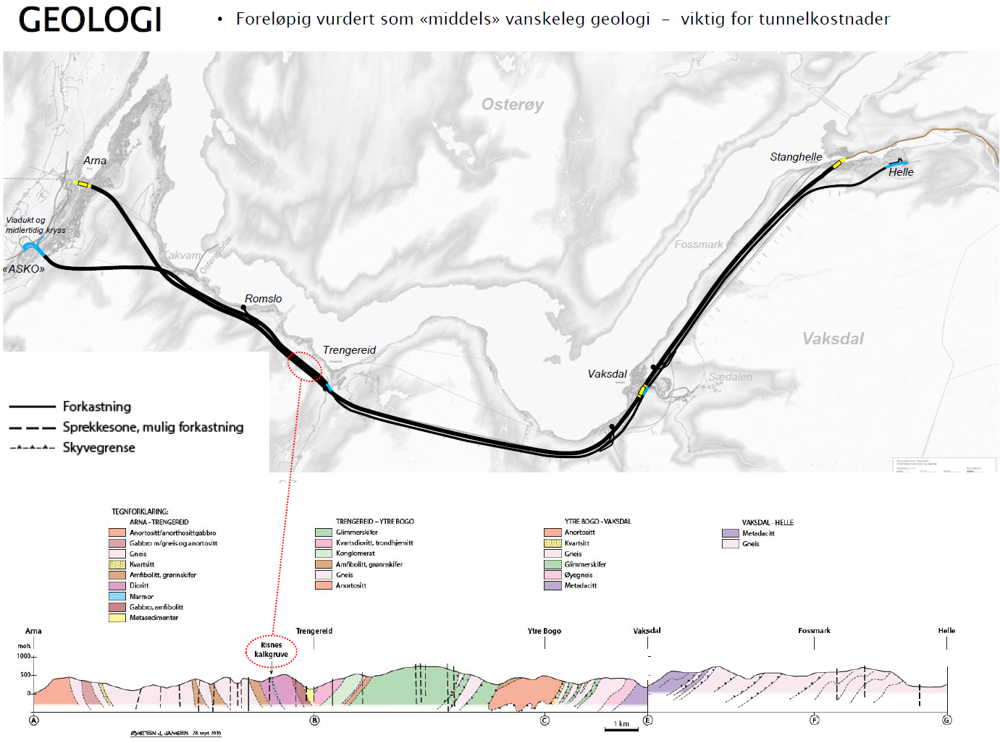 GEOLOGI
• Foreløpig vurdert som «middels» vanskeleg geologi – viktig for tunnelkostnader
Osterøy
Arna
Stanghelle
Helle
Viadukt og
midlertidig kryss
«ASKO»
Takvam
Osterøybrua
Fossmark
Romslo
Trengereid
Trengereid
Vaksdal
Vaksdal
Sædalen
Forkastning
Sprekkesone, mulig forkastning
Skyvegrense
TEGNFORKLARING:
ARNA - TRENGEREID
Anortositt/anorthosittgabbro
Gabbro m/gneis og anortositt
Gneis
Kvartsitt
Amfibolitt, grønnskifer
Dioritt
Marmor
Gabbro, amfibolitt
Metasedimenter
TRENGEREID – YTRE BOGO
Glimmerskifer
Kvartsdioritt, trondhjemitt
Konglomerat
Amfibolitt, grønnskifer
Gneis
Anortositt
YTRE BOGO - VAKSDAL
Anortositt
Kvartsitt
Gneis
Glimmerskifer
Øyegneis
Metadacitt
VAKSDAL - HELLE
Metadacitt
Gneis
Arna
Trengereid
Ytre Bogo
Vaksdal
Fossmark
Helle
Risnes
kalkgruve
moh.
1000
500
0
A
B
C
E
F
G
1 km
ØYSTEIN J. JANSEN 28. sept. 2016